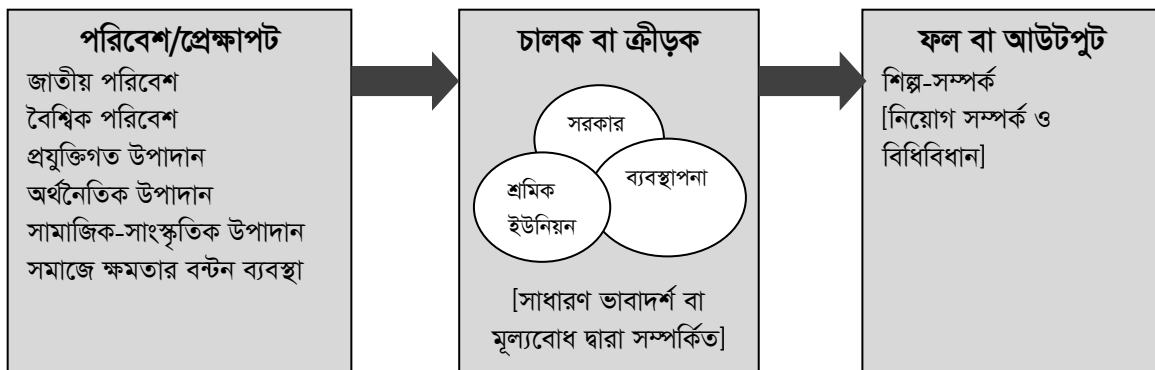 পরিবেশ/প্রেক্ষাপট
জাতীয় পরিবেশ
বৈশ্বিক পরিবেশ
প্রযুক্তিগত উপাদান
অর্থনৈতিক উপাদান
সামাজিক-সাংস্কৃতিক উপাদান
সমাজে ক্ষমতার বন্টন ব্যবস্থা
চালক বা ক্রীড়ক
সরকার
শ্রমিক
ইউনিয়ন
ব্যবস্থাপনা
[সাধারণ ভাবাদর্শ বা
মূল্যবোধ দ্বারা সম্পর্কিত]
ফল বা আউটপুট
শিল্প-সম্পর্ক
[নিয়োগ সম্পর্ক ও
বিধিবিধান]